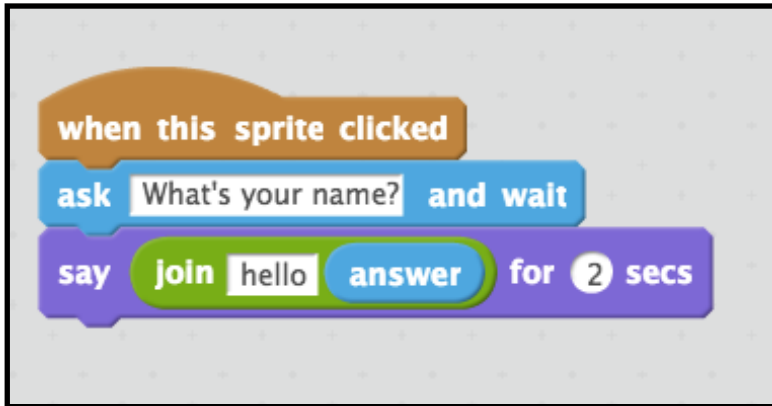 when this sprite clicked
ask What's your name? and wait
say join hello answer for 2 secs